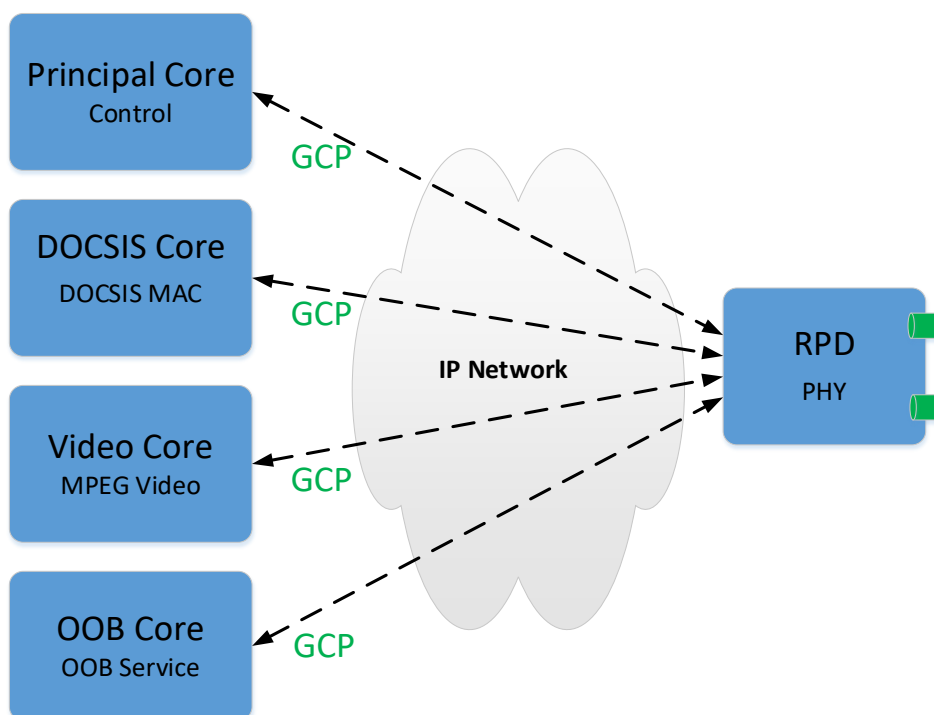 Principal Core
Control
GCP
DOCSIS Core
DOCSIS MAC
GCP
IP Network
RPD
PHY
Video Core
MPEG Video
GCP
OOB Core
OOB Service
GCP